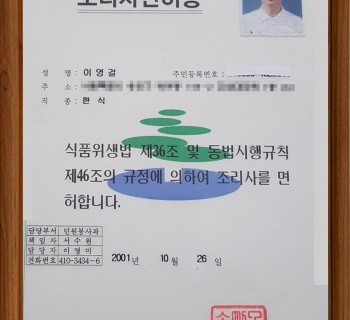 조리사면허증
성 명 : 이 영 걸 주민등록번호 :
주 소 :
직 종 : 한 식
식품위생법 제36조 및 동법시행규칙
제46조의 규정에 의하여 조리사를 면
허합니다.
담당부서 민원봉사과
책 임 자 서 수 원
담 당 자 이 영 미
전화번호 410-3434~6
2001 년 10 월 26 일